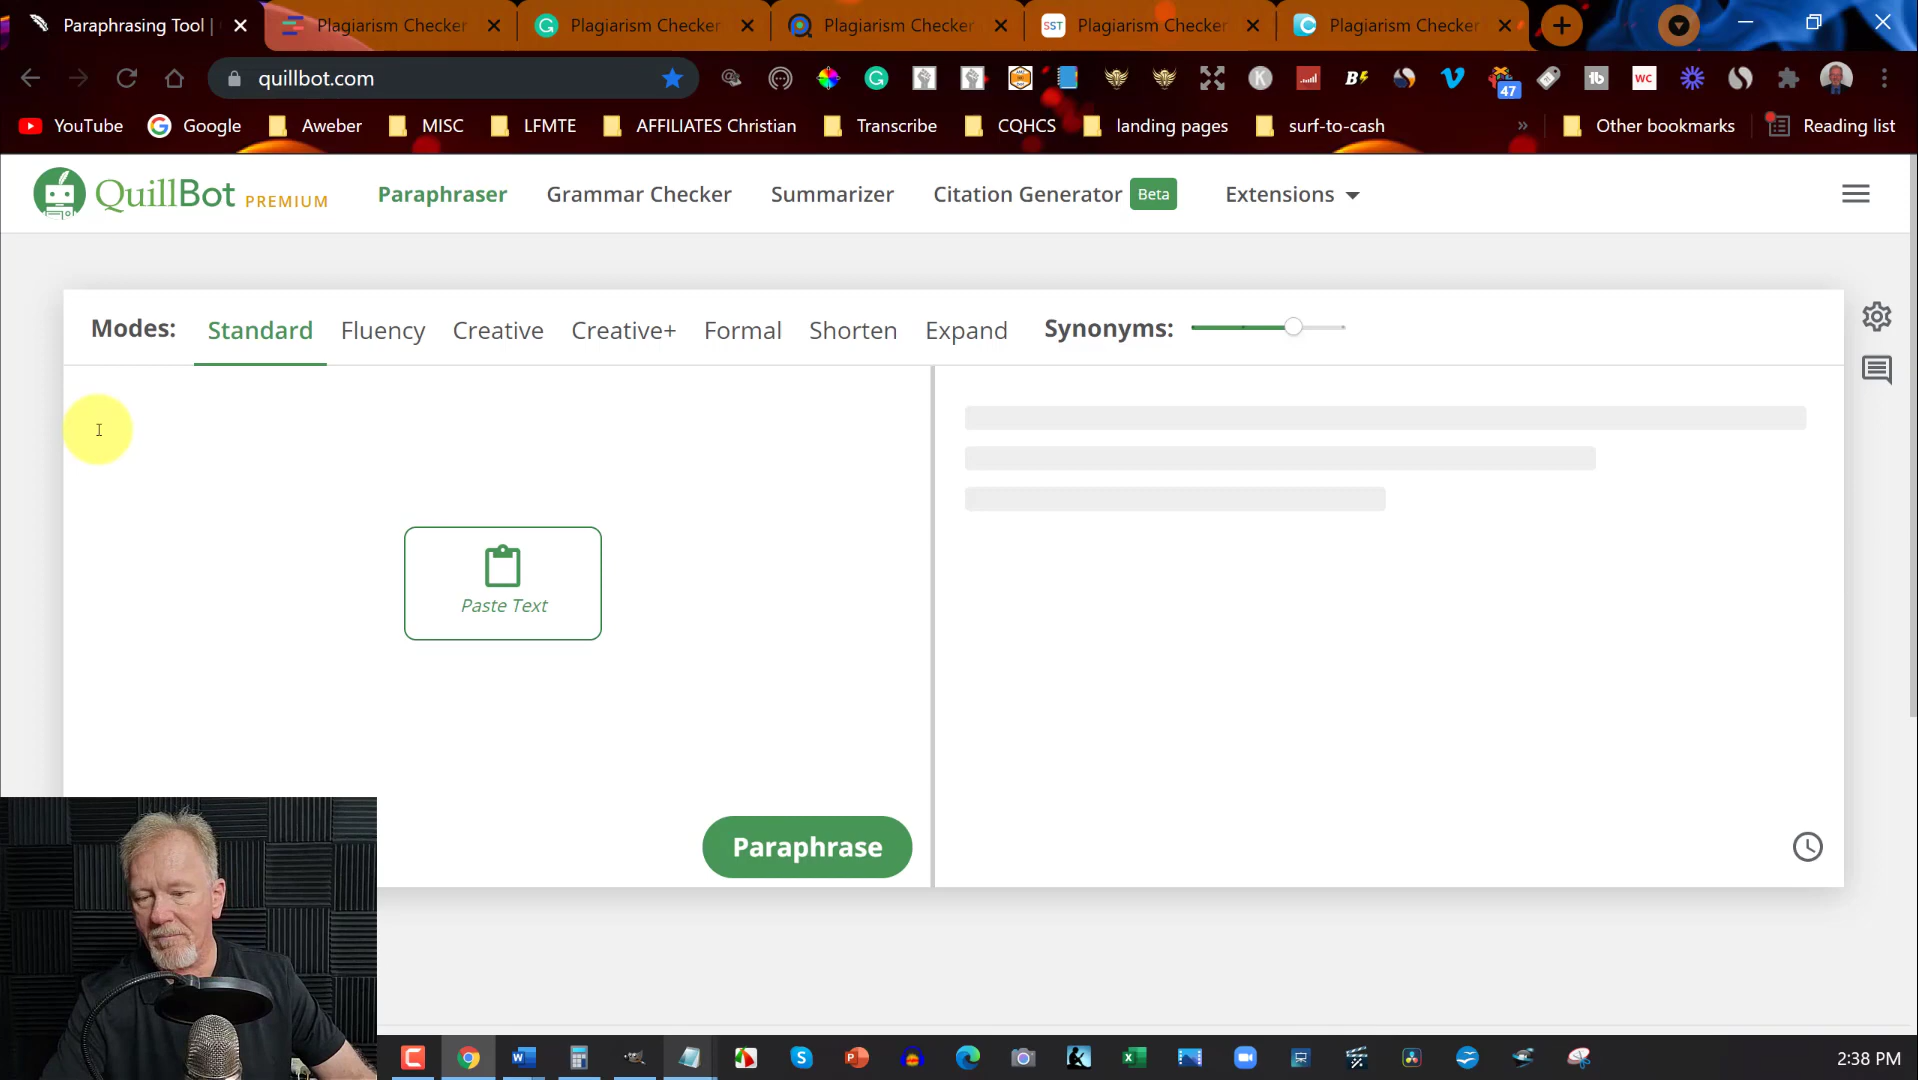 Paraphrasing Tool |
Plagiarism Checker
Plagiarism Checker
Plagiarism Checker
SST Plagiarism Checker
Plagiarism Checker
quillbot.com
47
WC
YouTube
Google
Aweber
MISC
LFMTE
AFFILIATES Christian
Transcribe
CQHCS
landing pages
surf-to-cash
»
Other bookmarks
Reading list
QuillBot PREMIUM
Paraphraser
Grammar Checker
Summarizer
Citation Generator Beta
Extensions
Modes:
Standard
Fluency
Creative
Creative+
Formal
Shorten
Expand
Synonyms:
Paste Text
Paraphrase
2:38 PM